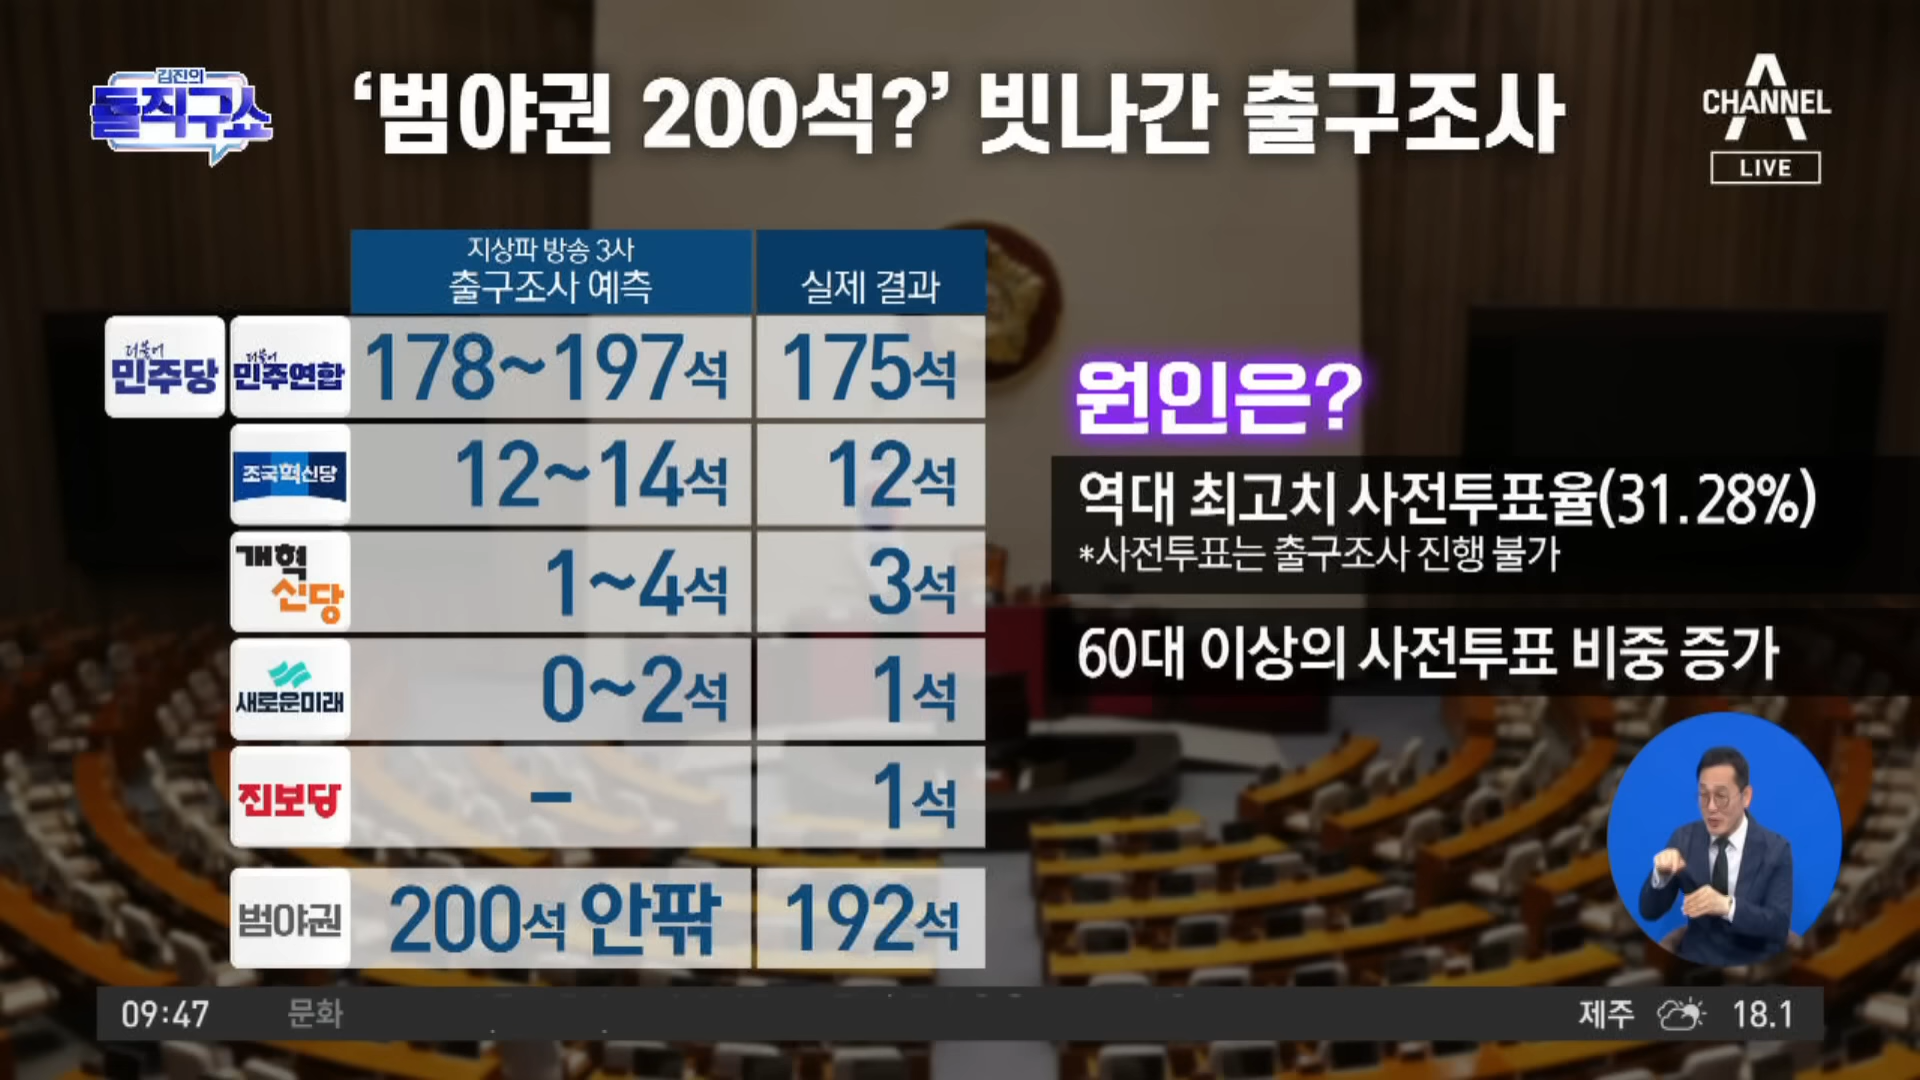 김진의
돌직구쇼
‘범야권 200석?’ 빗나간 출구조사
CHANNEL A
LIVE
지상파 방송 3사
출구조사 예측
실제 결과
더불어
민주당
더불어
민주연합
178~197석
175석
조국혁신당
12~14석
12석
개혁
신당
1~4석
3석
새로운미래
0~2석
1석
진보당
–
1석
범야권
200석 안팎
192석
원인은?
역대 최고치 사전투표율(31.28%)
*사전투표는 출구조사 진행 불가
60대 이상의 사전투표 비중 증가
09:47
문화
제주
18.1